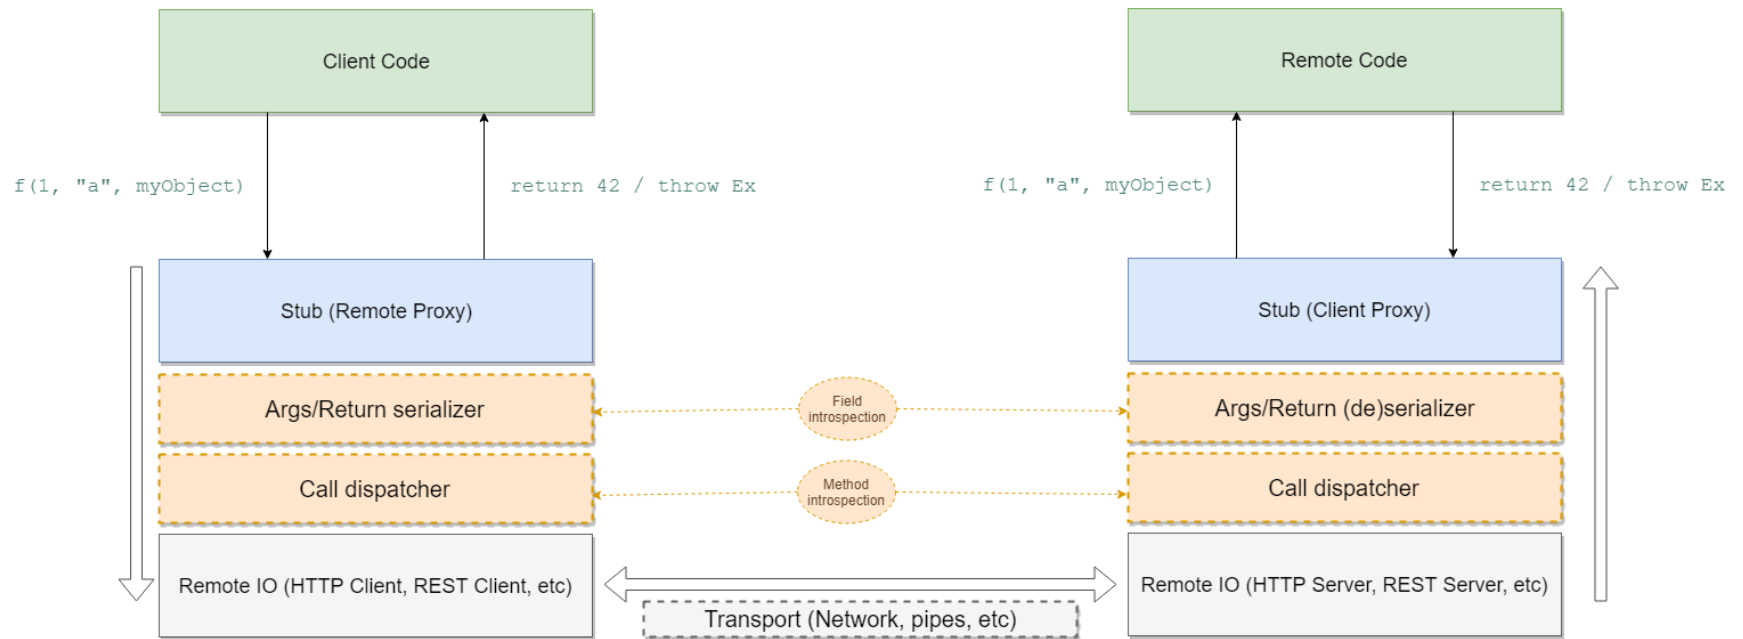 Client Code
Remote Code
f(1, "a", myObject)
return 42 / throw Ex
f(1, "a", myObject)
return 42 / throw Ex
Stub (Remote Proxy)
Stub (Client Proxy)
Args/Return serializer
Field
introspection
Args/Return (de)serializer
Call dispatcher
Method
introspection
Call dispatcher
Remote IO (HTTP Client, REST Client, etc)
Remote IO (HTTP Server, REST Server, etc)
Transport (Network, pipes, etc)